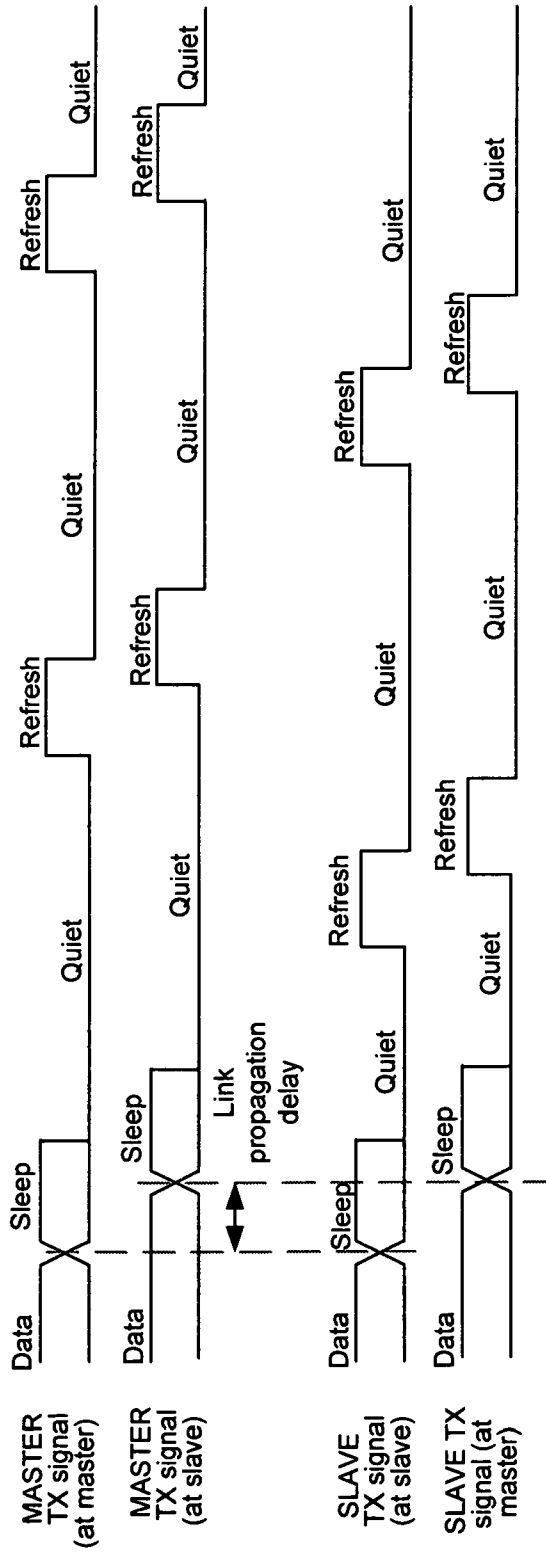 MASTER
TX signal
(at master)
Data
Sleep
Quiet
Refresh
Quiet
Refresh
Quiet
MASTER
TX signal
(at slave)
Data
Sleep
Quiet
Refresh
Quiet
Refresh
Quiet
Link
propagation
delay
SLAVE
TX signal
(at slave)
Data
Sleep
Quiet
Refresh
Quiet
Refresh
Quiet
SLAVE TX
signal (at
master)
Data
Sleep
Quiet
Refresh
Quiet
Refresh
Quiet